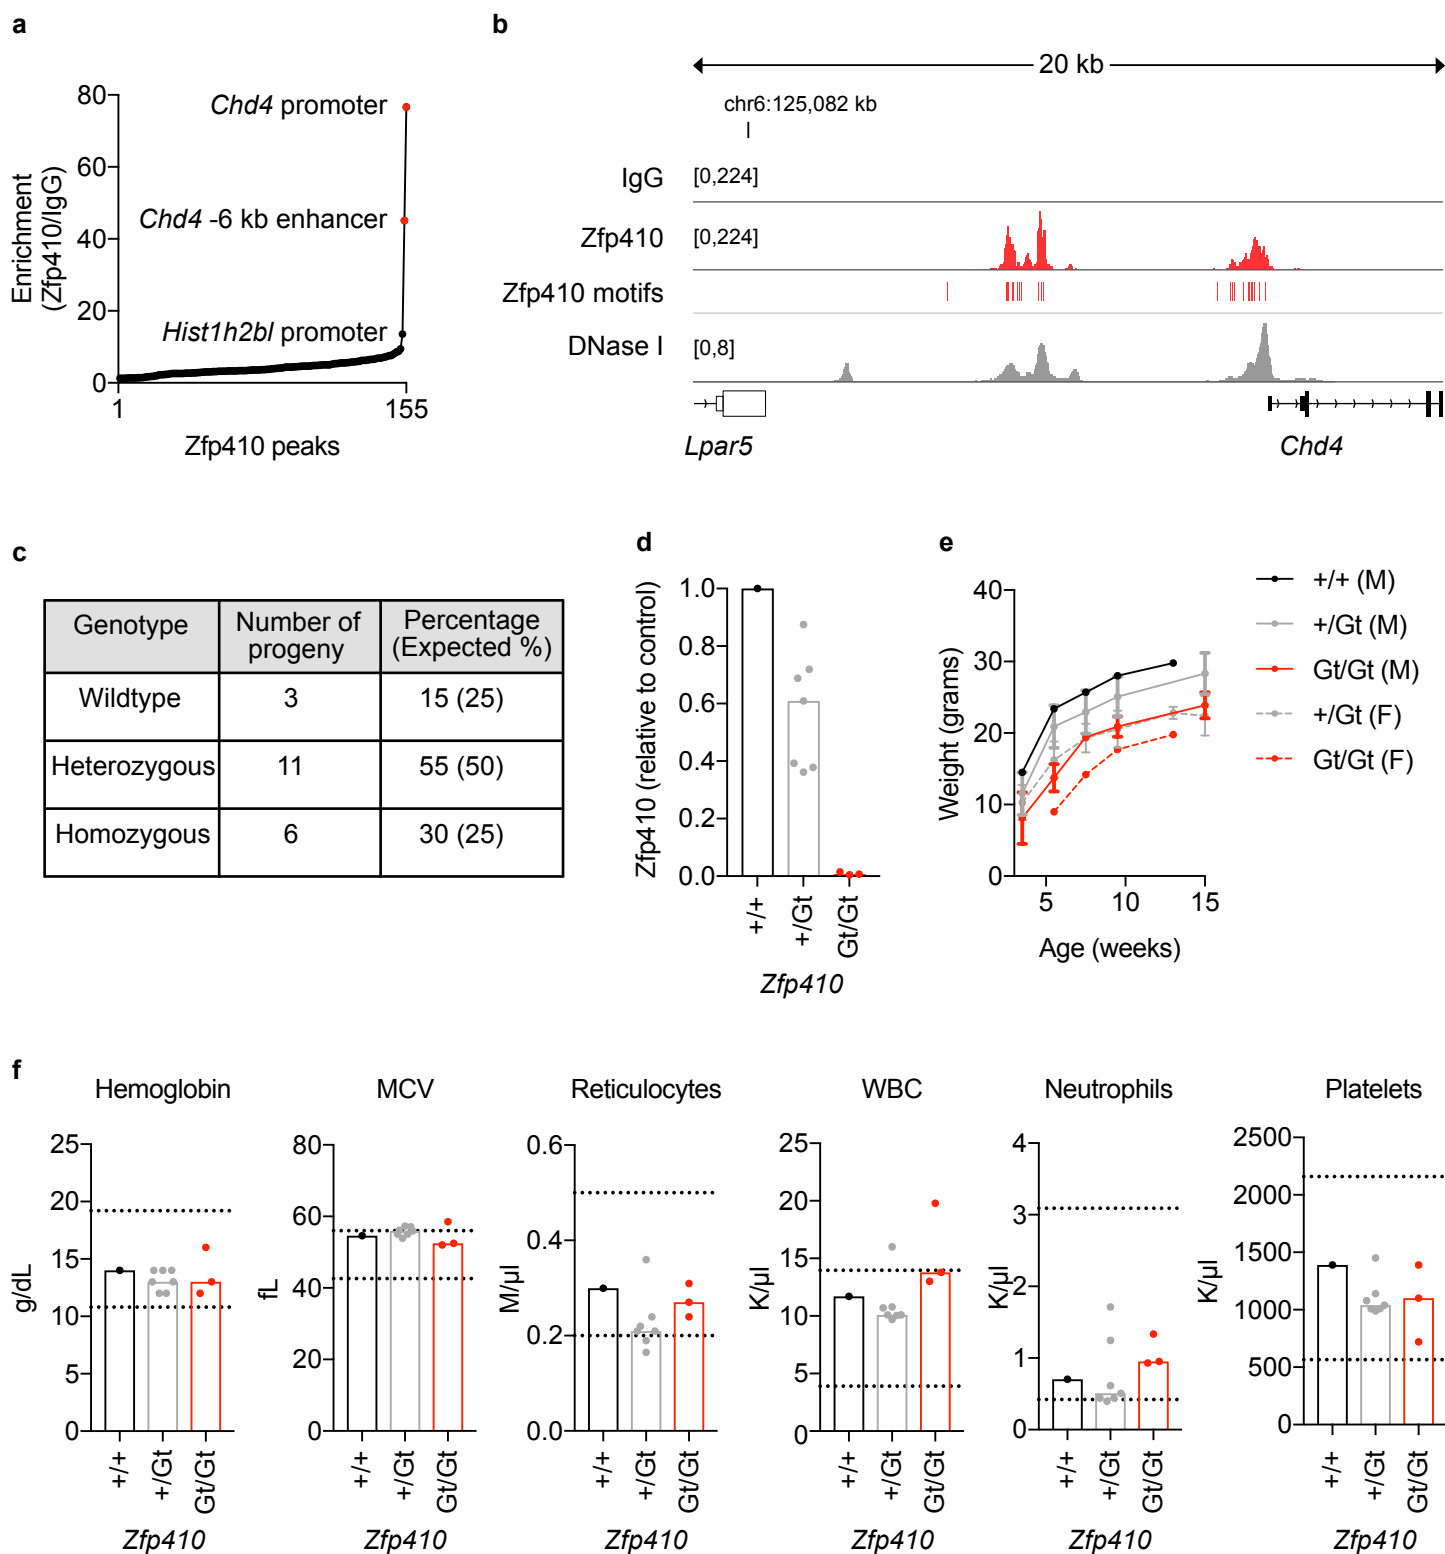 a
Enrichment
(Zfp410/IgG)
80
60
40
20
0
Chd4 promoter
Chd4 -6 kb enhancer
Hist1h2bl promoter
1
155
Zfp410 peaks
b
20 kb
chr6:125,082 kb
IgG
[0,224]
Zfp410
[0,224]
Zfp410 motifs
DNase I
[0,8]
Lpar5
Chd4
c
Genotype
Number of
progeny
Percentage
(Expected %)
Wildtype
3
15 (25)
Heterozygous
11
55 (50)
Homozygous
6
30 (25)
d
Zfp410 (relative to control)
1.0
0.8
0.6
0.4
0.2
0.0
+/+
+/Gt
Gt/Gt
Zfp410
e
Weight (grams)
40
30
20
10
0
5
10
15
Age (weeks)
+/+ (M)
+/Gt (M)
Gt/Gt (M)
+/Gt (F)
Gt/Gt (F)
f
Hemoglobin
g/dL
25
20
15
10
5
0
+/+
+/Gt
Gt/Gt
Zfp410
MCV
fL
80
60
40
20
0
+/+
+/Gt
Gt/Gt
Zfp410
Reticulocytes
M/µl
0.6
0.4
0.2
0.0
+/+
+/Gt
Gt/Gt
Zfp410
WBC
K/µl
25
20
15
10
5
0
+/+
+/Gt
Gt/Gt
Zfp410
Neutrophils
K/µl
4
3
2
1
0
+/+
+/Gt
Gt/Gt
Zfp410
Platelets
K/µl
2500
2000
1500
1000
500
0
+/+
+/Gt
Gt/Gt
Zfp410